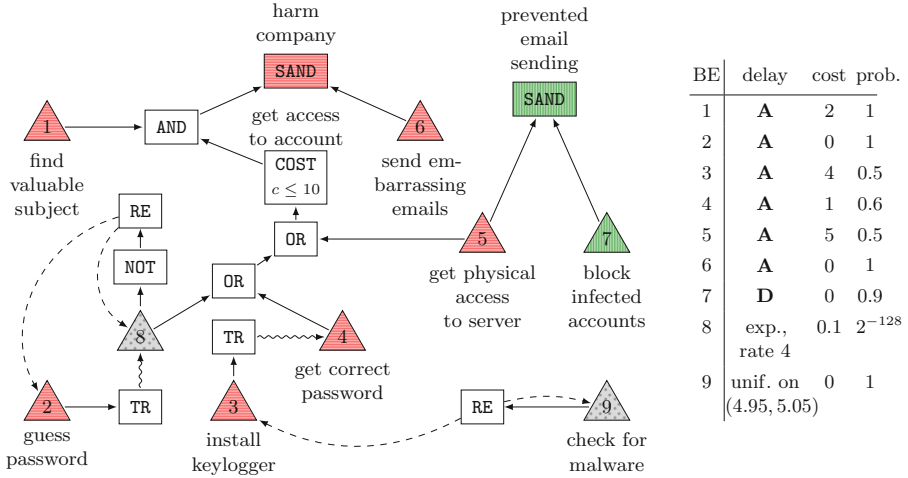 harm
company
SAND
prevented
email
sending
SAND
1
find
valuable
subject
AND
get access
to account
COST
c ≤ 10
6
send em-
barrassing
emails
RE
NOT
OR
OR
5
get physical
access
to server
7
block
infected
accounts
8
TR
4
get correct
password
2
guess
password
TR
3
install
keylogger
RE
9
check for
malware
BE delay cost prob.
1 A 2 1
2 A 0 1
3 A 4 0.5
4 A 1 0.6
5 A 5 0.5
6 A 0 1
7 D 0 0.9
8 exp., 0.1 2⁻¹²⁸
rate 4
9 unif. on 0 1
(4.95, 5.05)